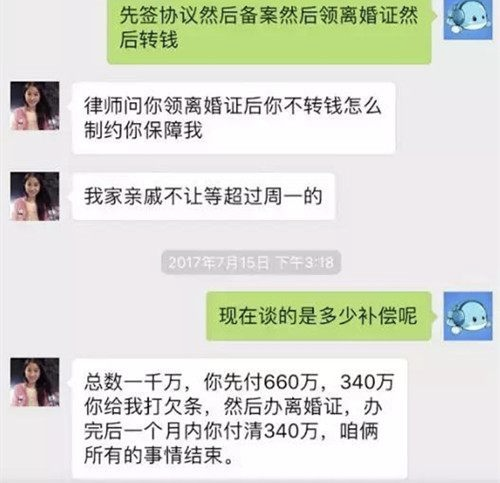 先签协议然后备案然后领离婚证然
后转钱
律师问你领离婚证后你不转钱怎么
制约你保障我
我家亲戚不让等超过周一的
2017年7月15日 下午3:18
现在谈的是多少补偿呢
总数一千万，你先付660万，340万
你给我打欠条，然后办离婚证，办
完后一个月内你付清340万，咱俩
所有的事情结束。